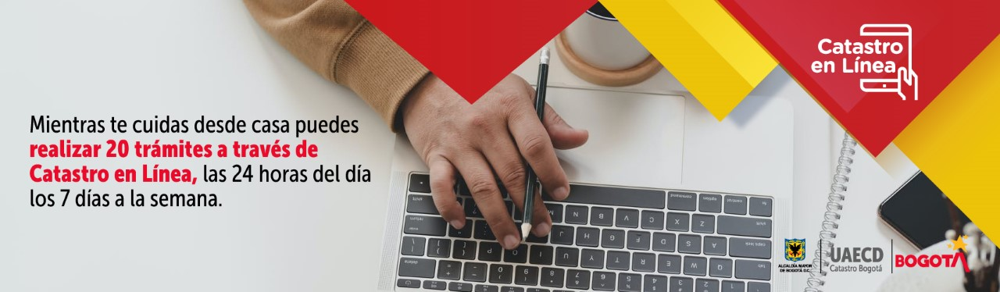 Mientras te cuidas desde casa puedes
realizar 20 trámites a través de
Catastro en Línea, las 24 horas del día
los 7 días a la semana.
Catastro
en Línea
ALCALDÍA MAYOR
DE BOGOTÁ D.C.
UAECD
Catastro Bogotá
BOGOTÁ